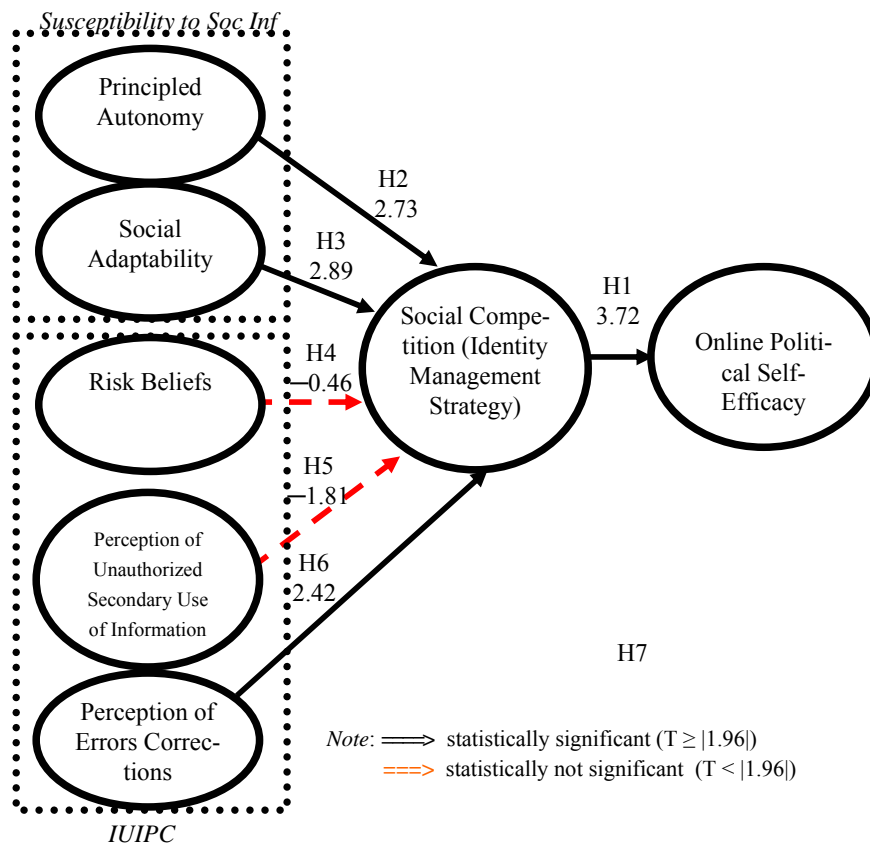 Susceptibility to Soc Inf
Principled
Autonomy
H2
2.73
Social
Adaptability
H3
2.89
H1
3.72
Social Compe-
tition (Identity
Management
Strategy)
Online Politi-
cal Self-
Efficacy
Risk Beliefs
H4
−0.46
H5
−1.81
Perception of
Unauthorized
Secondary Use
of Information
H6
2.42
H7
Perception of
Errors Correc-
tions
Note: ===> statistically significant (T ≥ |1.96|)
===> statistically not significant (T < |1.96|)
IUIPC